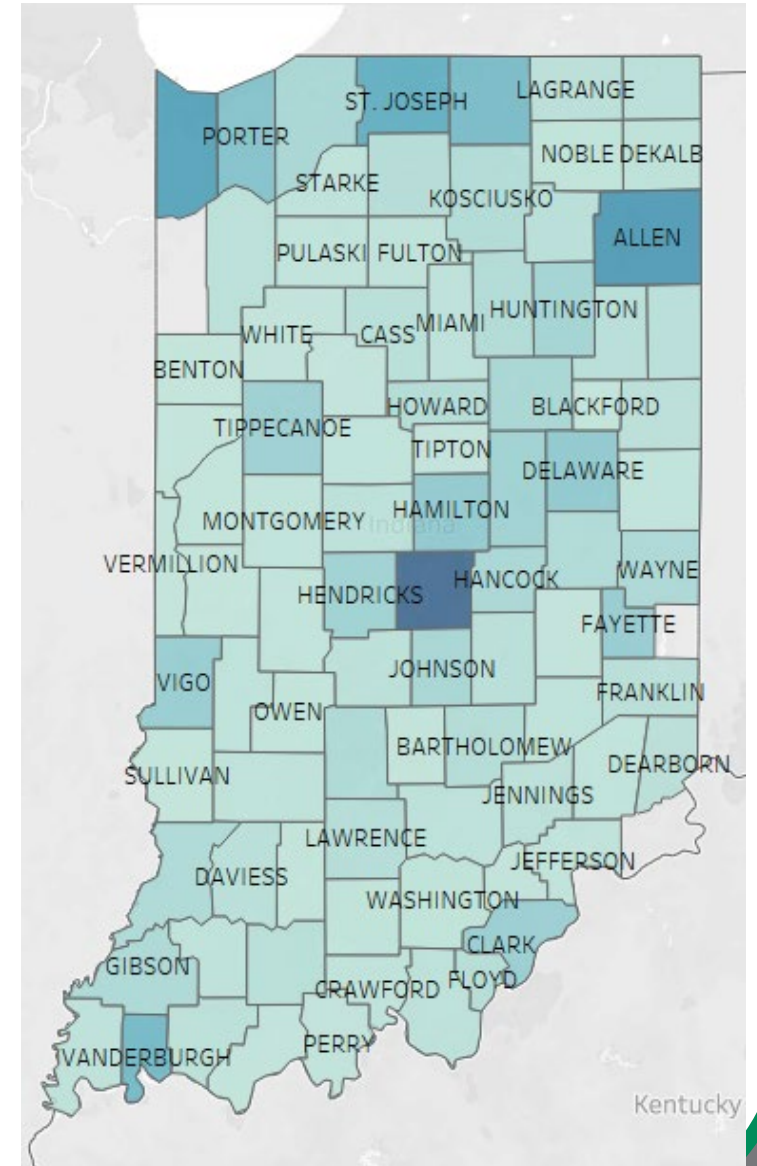 LAGRANGE
ST. JOSEPH
PORTER
NOBLE DEKALB
STARKE
KOSCIUSKO
ALLEN
PULASKI FULTON
HUNTINGTON
MIAMI
WHITE CASS
BENTON
HOWARD BLACKFORD
TIPPECANOE
TIPTON
DELAWARE
HAMILTON
MONTGOMERY
Indiana
VERMILLION
HANCOCK WAYNE
HENDRICKS
FAYETTE
JOHNSON
VIGO
FRANKLIN
OWEN
BARTHOLOMEW
DEARBORN
SULLIVAN
JENNINGS
LAWRENCE
JEFFERSON
DAVIESS
WASHINGTON
CLARK
GIBSON
FLOYD
CRAWFORD
PERRY
VANDERBURGH
Kentucky